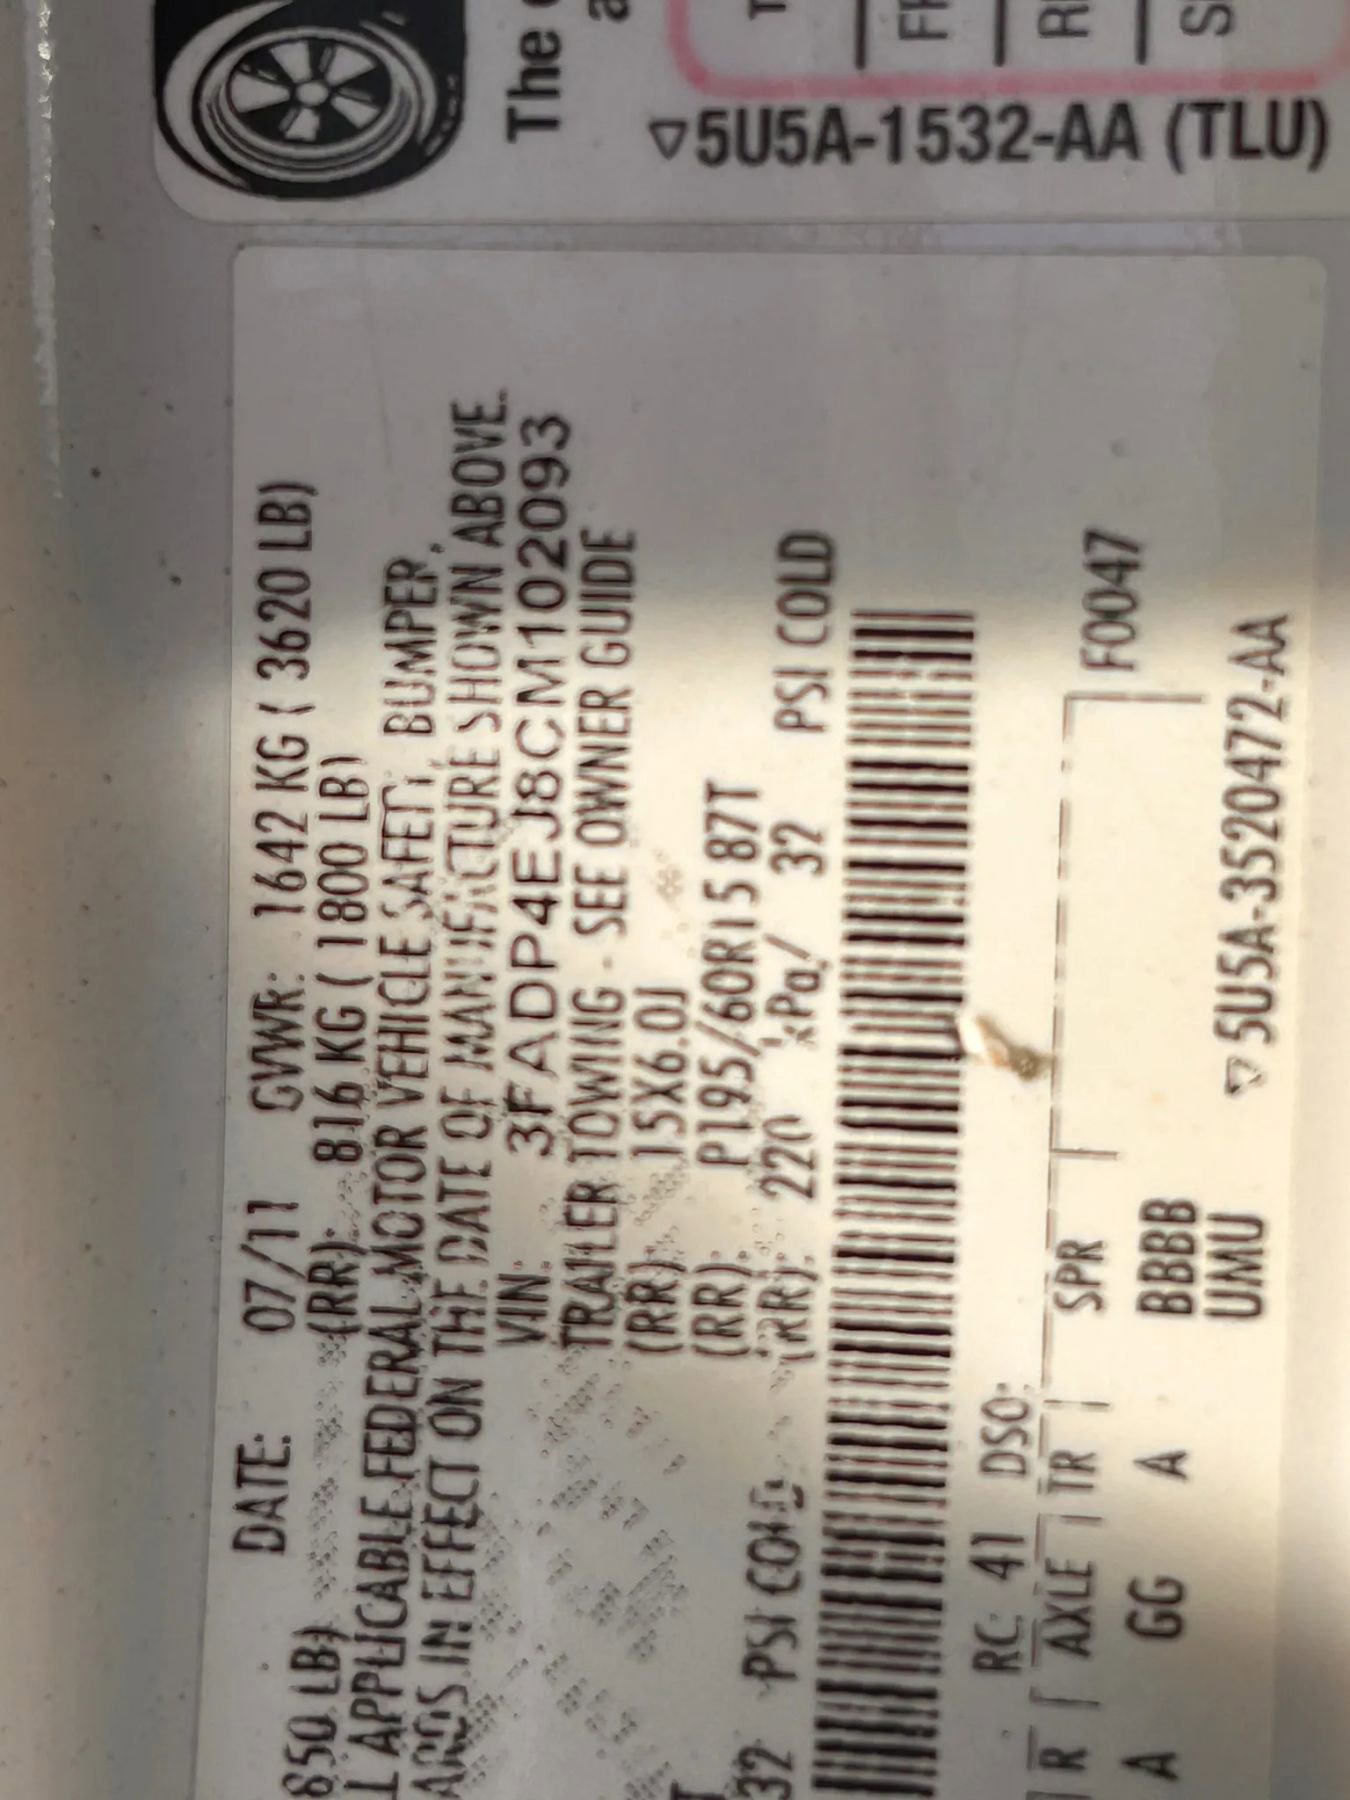 The
▽5U5A-1532-AA (TLU)
DATE: 07/11 GVWR: 1642 KG ( 3620 LB)
850 LB) (RR): 816 KG ( 1800 LB)
APPLICABLE FEDERAL MOTOR VEHICLE SAFETY, BUMPER,
IN EFFECT ON THE DATE OF MANUFACTURE SHOWN ABOVE.
VIN: 3FADP4EJ8CM102093
TRAILER TOWING - SEE OWNER GUIDE
(RR): 15X6.0J
(RR): P195/60R15 87T
32 PSI COLD (RR): 220 kPa/ 32 PSI COLD
RC: 41 DSO:
R AXLE TR SPR F0047
A GG A BBBB
UMU
▽5U5A-3520472-AA